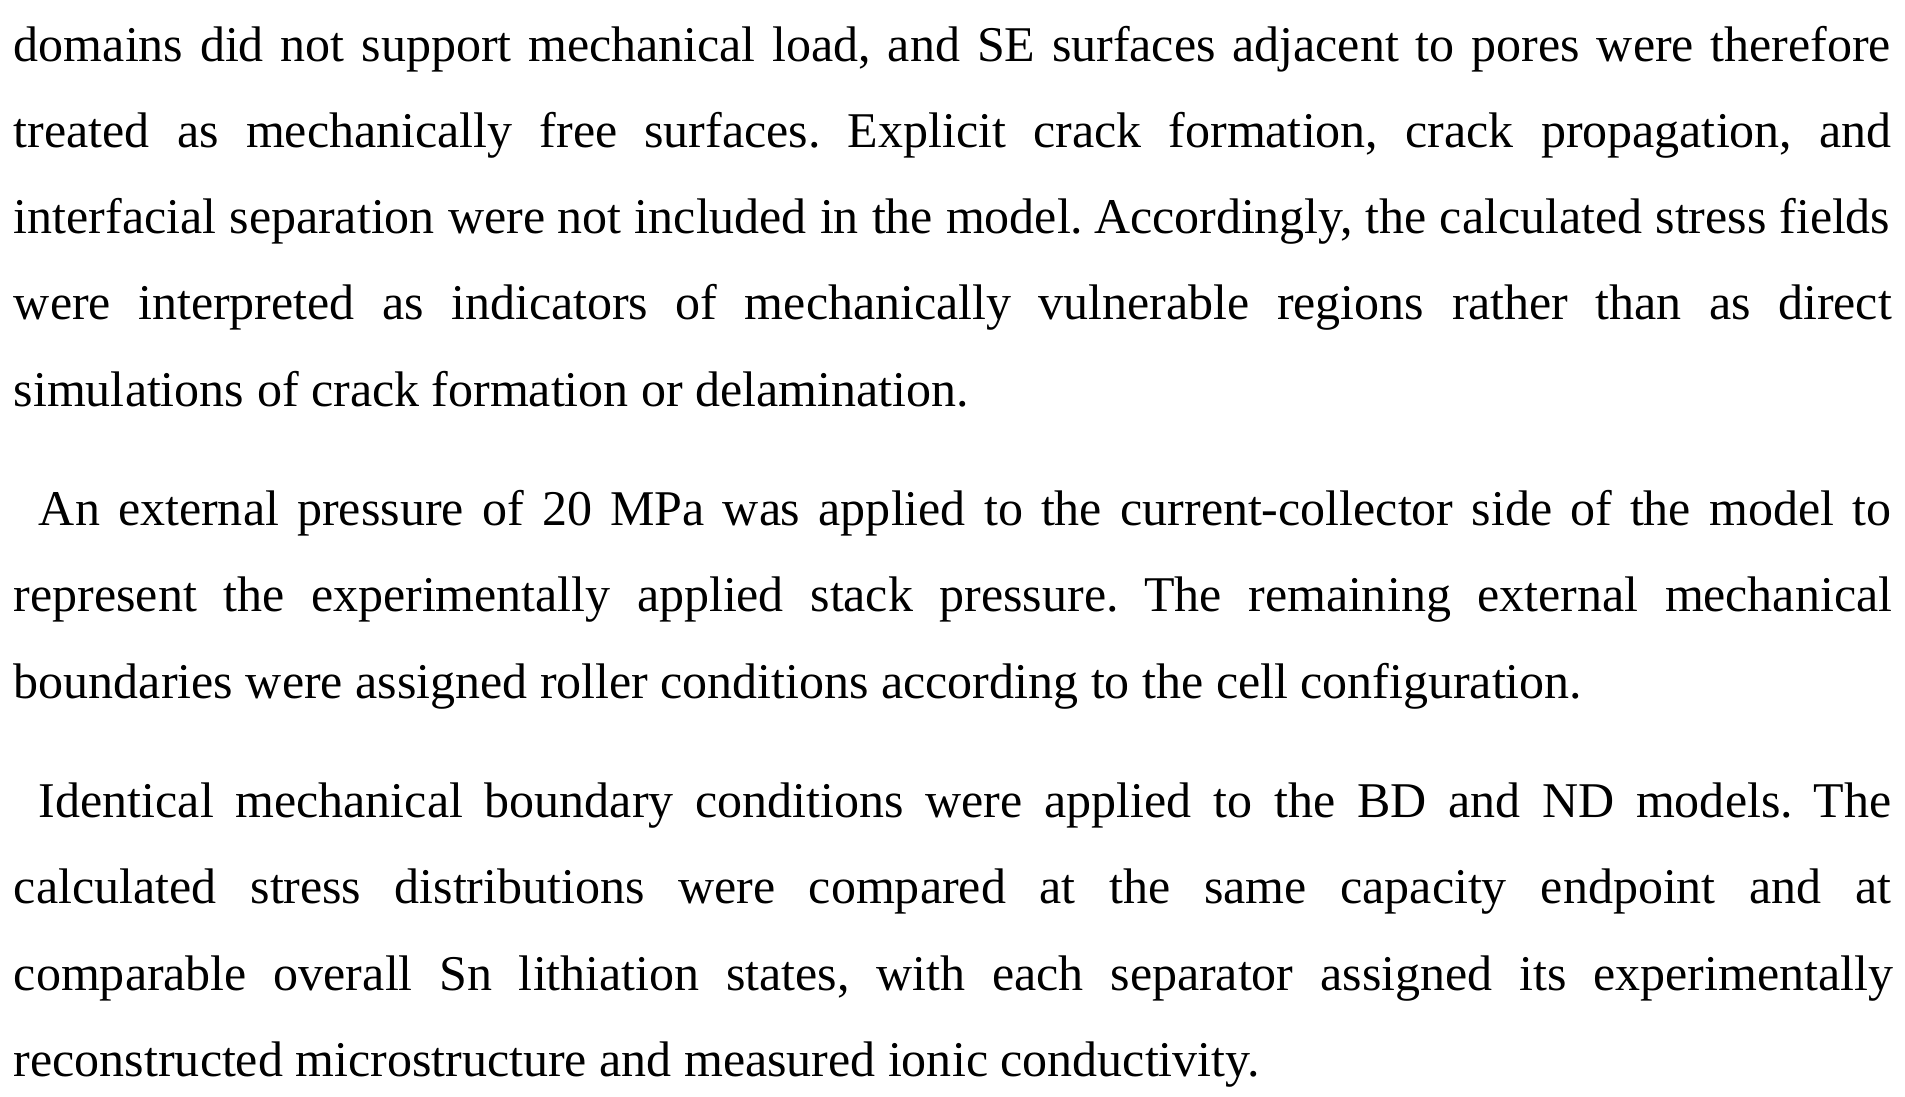 domains did not support mechanical load, and SE surfaces adjacent to pores were therefore
treated as mechanically free surfaces. Explicit crack formation, crack propagation, and
interfacial separation were not included in the model. Accordingly, the calculated stress fields
were interpreted as indicators of mechanically vulnerable regions rather than as direct
simulations of crack formation or delamination.
An external pressure of 20 MPa was applied to the current-collector side of the model to
represent the experimentally applied stack pressure. The remaining external mechanical
boundaries were assigned roller conditions according to the cell configuration.
Identical mechanical boundary conditions were applied to the BD and ND models. The
calculated stress distributions were compared at the same capacity endpoint and at
comparable overall Sn lithiation states, with each separator assigned its experimentally
reconstructed microstructure and measured ionic conductivity.